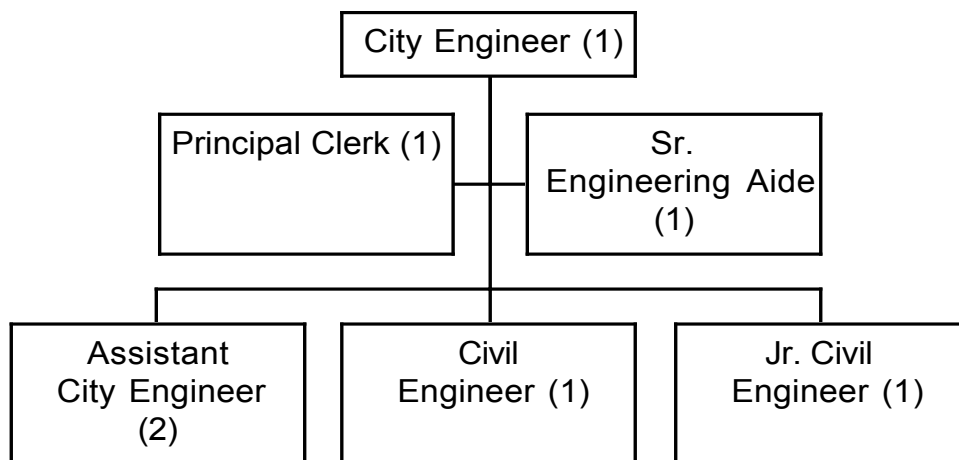 City Engineer (1)
Principal Clerk (1)
Sr.
Engineering Aide
(1)
Assistant
City Engineer
(2)
Civil
Engineer (1)
Jr. Civil
Engineer (1)